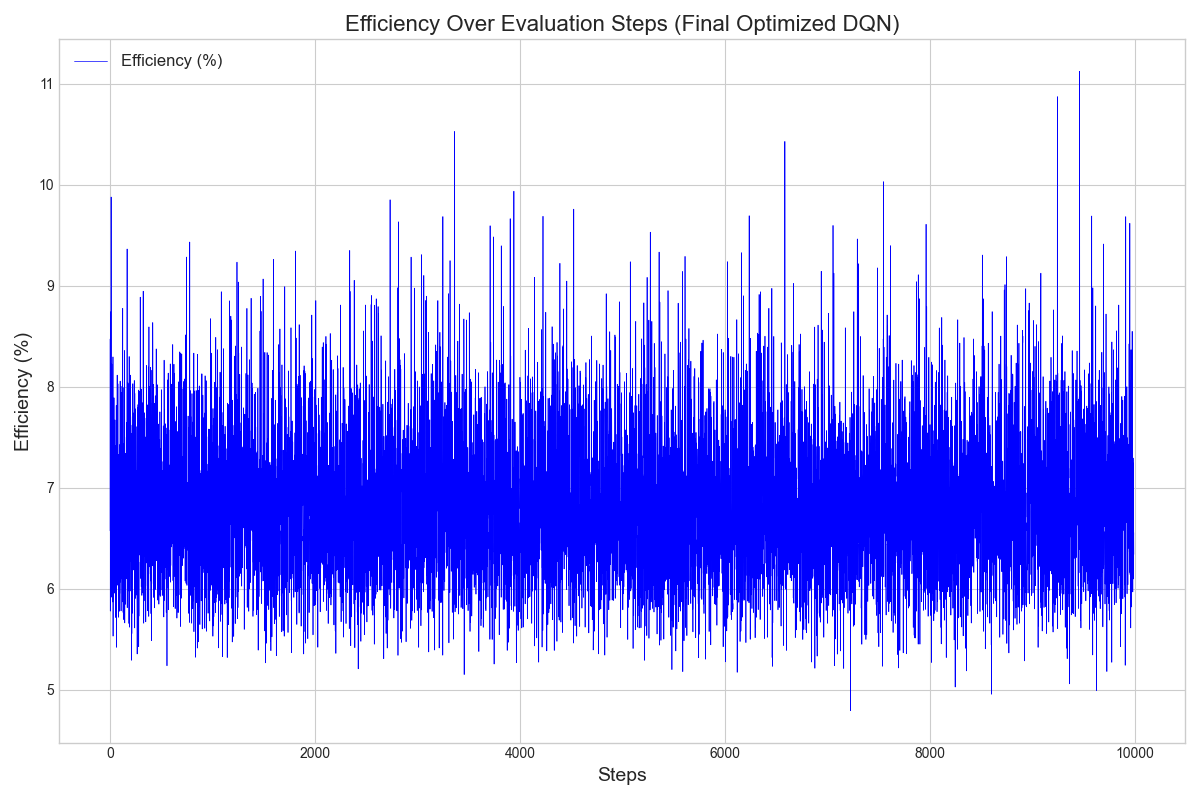 Efficiency Over Evaluation Steps (Final Optimized DQN)
Efficiency (%)
11
10
9
8
7
6
5
Efficiency (%)
0 2000 4000 6000 8000 10000
Steps